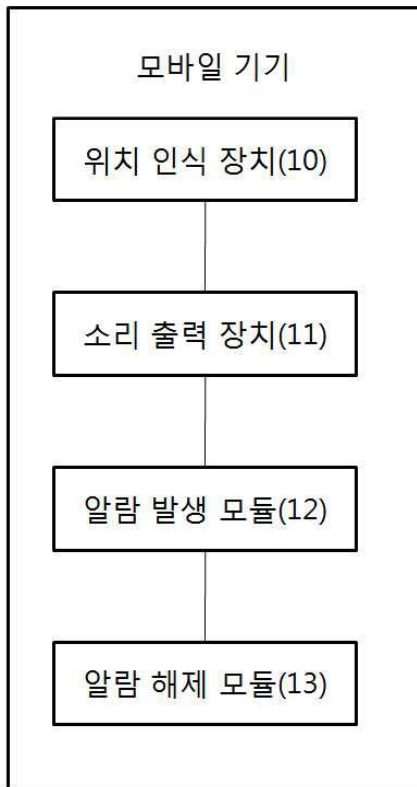 모바일 기기
위치 인식 장치(10)
소리 출력 장치(11)
알람 발생 모듈(12)
알람 해제 모듈(13)